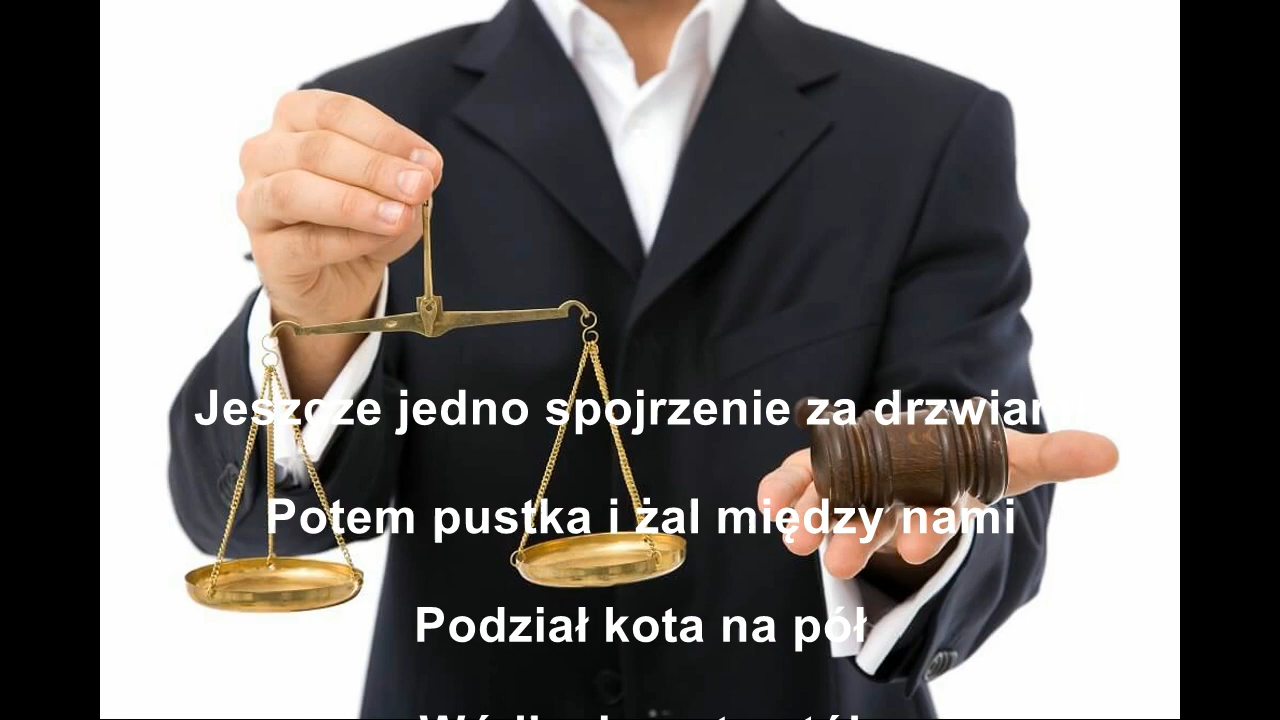 Jeszcze jedno spojrzenie za drzwiami
Potem pustka i żal między nami
Podział kota na pół